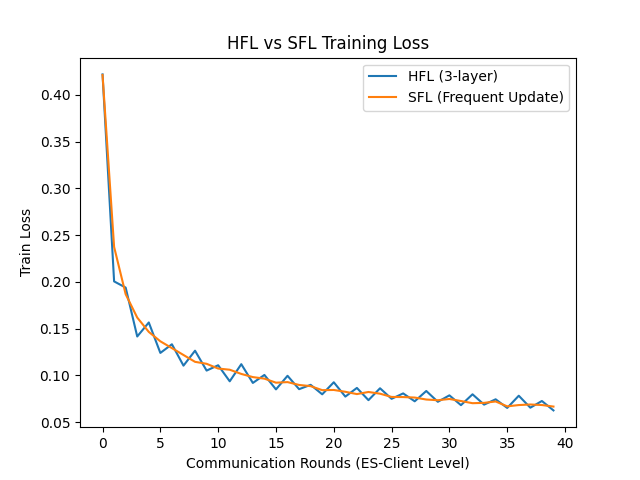 HFL vs SFL Training Loss
HFL (3-layer)
SFL (Frequent Update)
Train Loss
0.40
0.35
0.30
0.25
0.20
0.15
0.10
0.05
0 5 10 15 20 25 30 35 40
Communication Rounds (ES-Client Level)